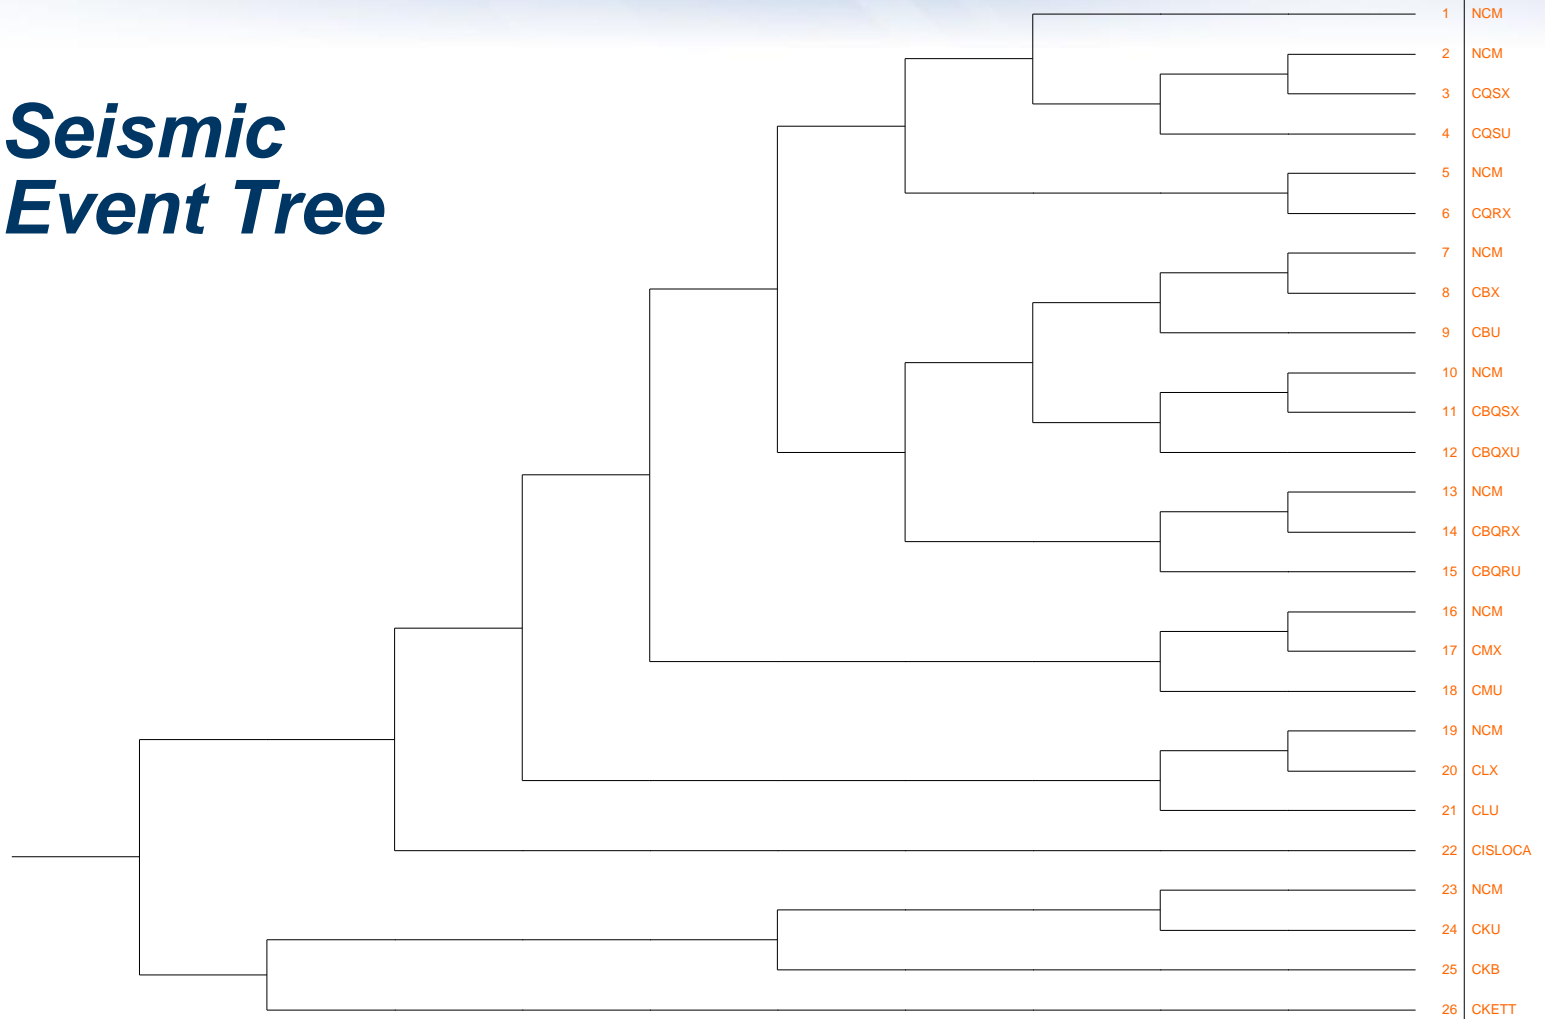 Seismic
Event Tree
1 NCM
2 NCM
3 CQSX
4 CQSU
5 NCM
6 CQRX
7 NCM
8 CBX
9 CBU
10 NCM
11 CBQSX
12 CBQXU
13 NCM
14 CBQRX
15 CBQRU
16 NCM
17 CMX
18 CMU
19 NCM
20 CLX
21 CLU
22 CISLOCA
23 NCM
24 CKU
25 CKB
26 CKETT